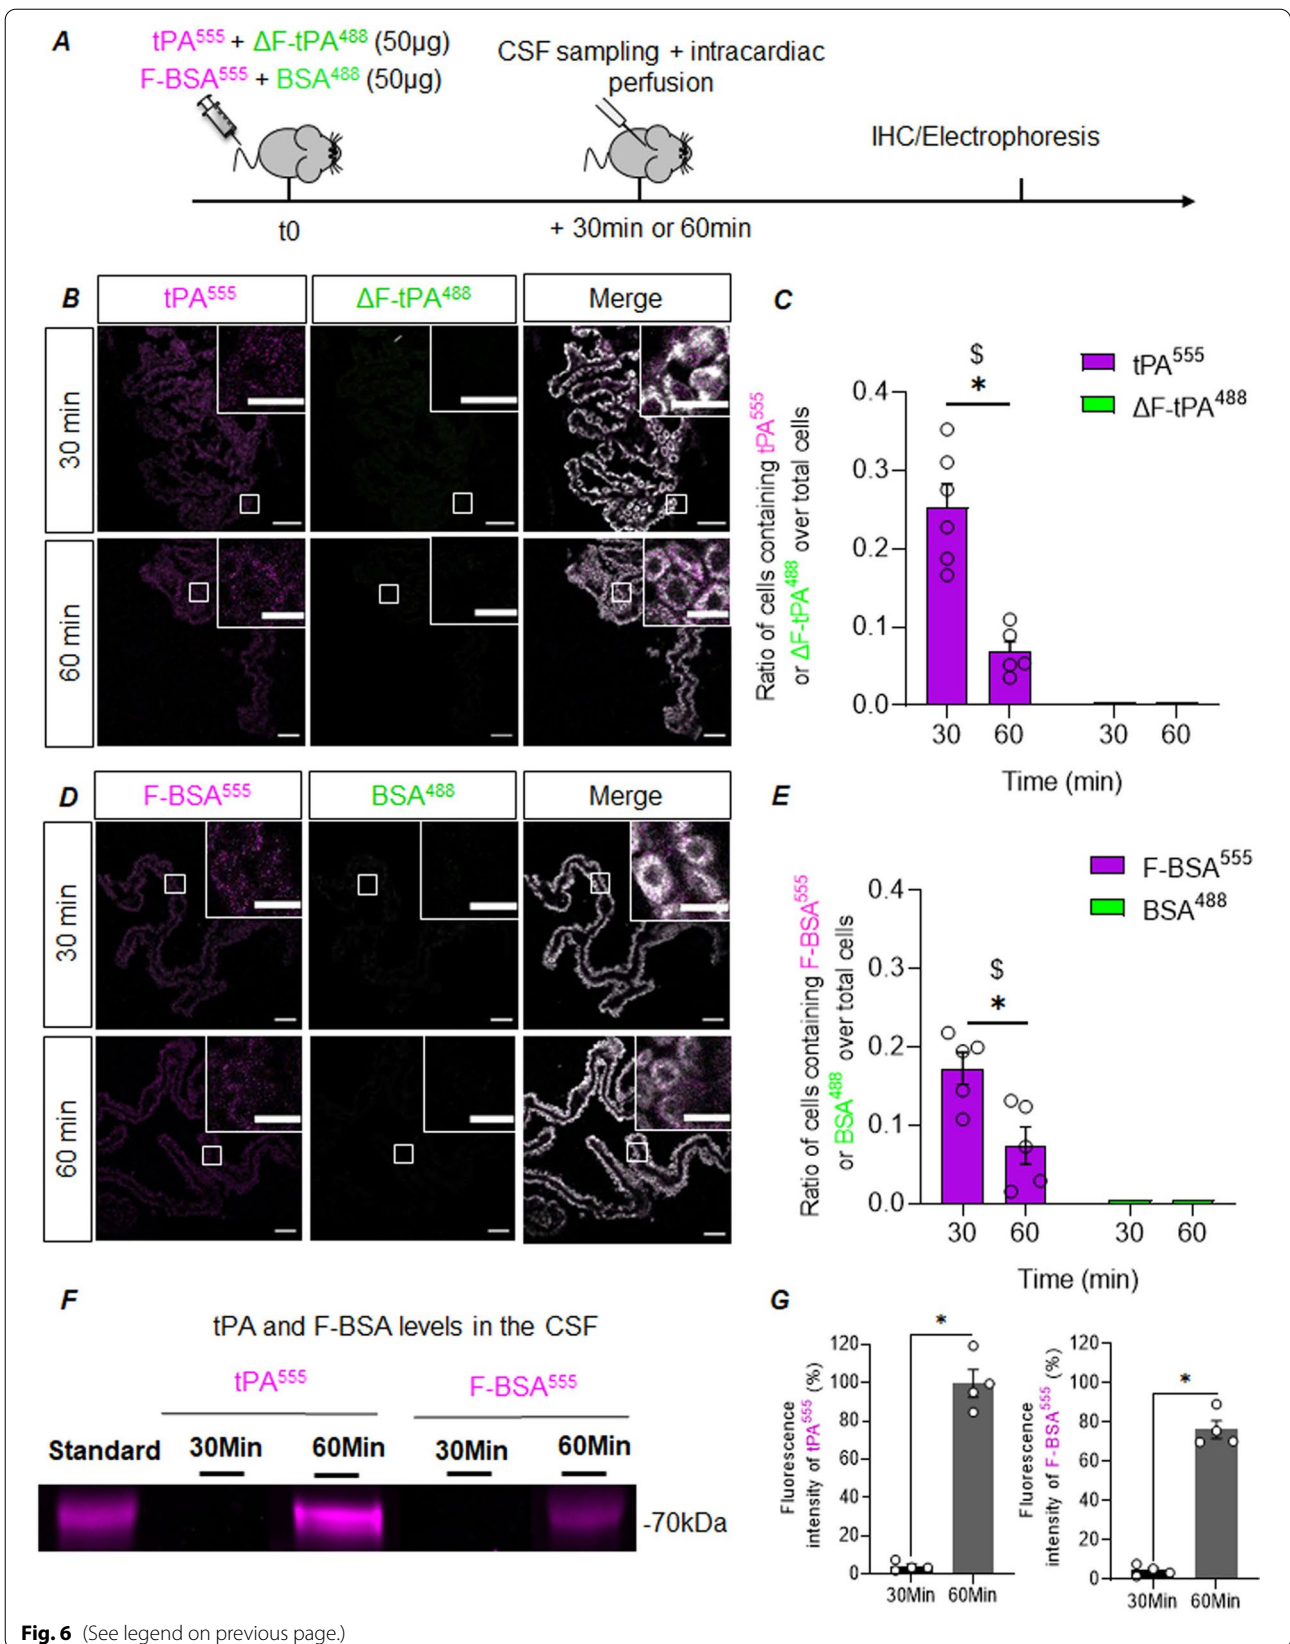 A
tPA⁵⁵⁵ + ΔF-tPA⁴⁸⁸ (50µg)
F-BSA⁵⁵⁵ + BSA⁴⁸⁸ (50µg)
CSF sampling + intracardiac
perfusion
IHC/Electrophoresis
t0
+ 30min or 60min
B
tPA⁵⁵⁵
ΔF-tPA⁴⁸⁸
Merge
30 min
60 min
C
$
*
tPA⁵⁵⁵
ΔF-tPA⁴⁸⁸
Ratio of cells containing tPA⁵⁵⁵
or ΔF-tPA⁴⁸⁸ over total cells
0.4
0.3
0.2
0.1
0.0
30 60 30 60
Time (min)
D
F-BSA⁵⁵⁵
BSA⁴⁸⁸
Merge
30 min
60 min
E
F-BSA⁵⁵⁵
BSA⁴⁸⁸
$
*
Ratio of cells containing F-BSA⁵⁵⁵
or BSA⁴⁸⁸ over total cells
0.4
0.3
0.2
0.1
0.0
30 60 30 60
Time (min)
F
tPA and F-BSA levels in the CSF
tPA⁵⁵⁵
F-BSA⁵⁵⁵
Standard 30Min 60Min 30Min 60Min
-70kDa
G
Fluorescence
intensity of tPA⁵⁵⁵ (%)
120
100
80
60
40
20
0
*
30Min 60Min
Fluorescence
intensity of F-BSA⁵⁵⁵ (%)
120
100
80
60
40
20
0
*
30Min 60Min
Fig. 6 (See legend on previous page.)